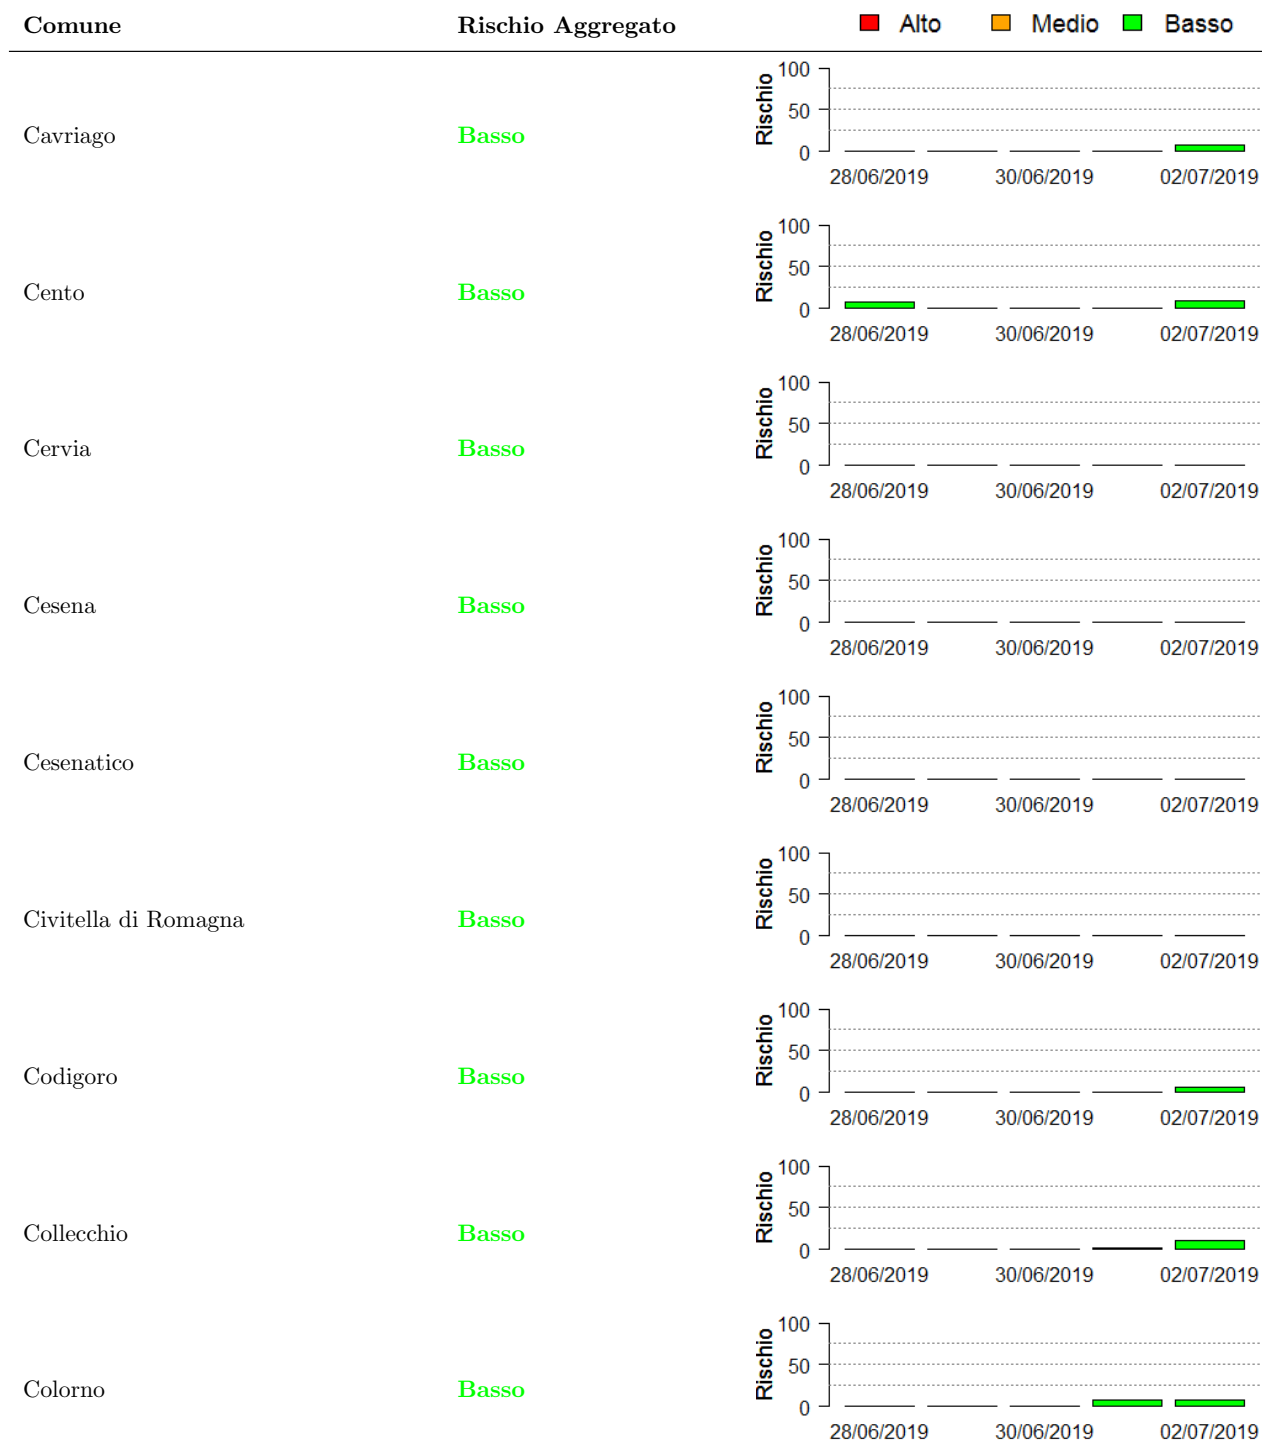 Comune Rischio Aggregato Alto Medio Basso
Cavriago Basso Rischio 100 50 0
28/06/2019 30/06/2019 02/07/2019
Cento Basso Rischio 100 50 0
28/06/2019 30/06/2019 02/07/2019
Cervia Basso Rischio 100 50 0
28/06/2019 30/06/2019 02/07/2019
Cesena Basso Rischio 100 50 0
28/06/2019 30/06/2019 02/07/2019
Cesenatico Basso Rischio 100 50 0
28/06/2019 30/06/2019 02/07/2019
Civitella di Romagna Basso Rischio 100 50 0
28/06/2019 30/06/2019 02/07/2019
Codigoro Basso Rischio 100 50 0
28/06/2019 30/06/2019 02/07/2019
Collecchio Basso Rischio 100 50 0
28/06/2019 30/06/2019 02/07/2019
Colorno Basso Rischio 100 50 0
28/06/2019 30/06/2019 02/07/2019